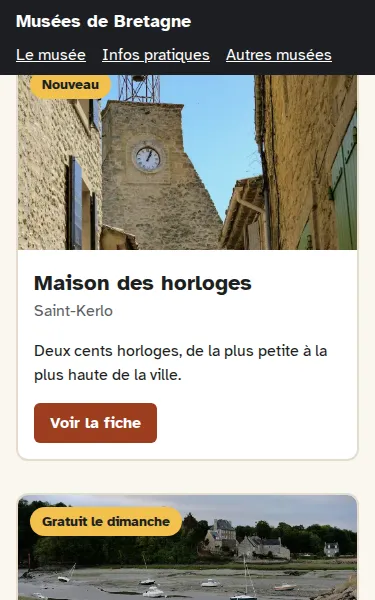 Musées de Bretagne
Le musée Infos pratiques Autres musées
Nouveau
Maison des horloges
Saint-Kerlo
Deux cents horloges, de la plus petite à la
plus haute de la ville.
Voir la fiche
Gratuit le dimanche